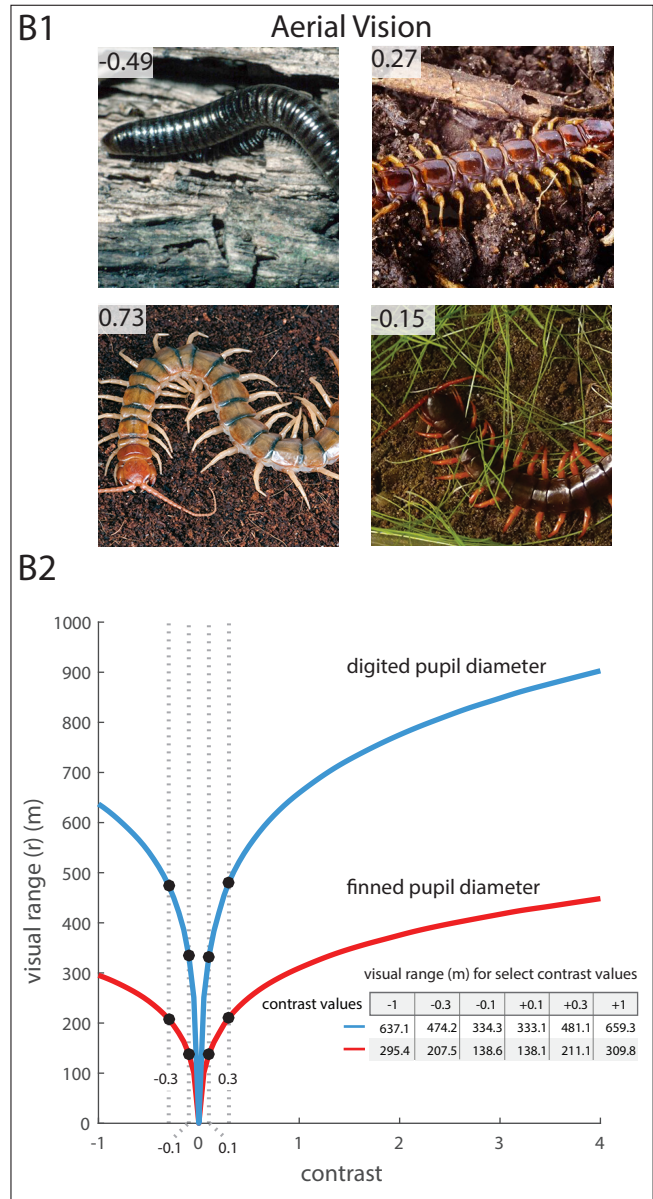 B1
Aerial Vision
-0.49
0.27
0.73
-0.15
B2
visual range (r) (m)
1000
900
800
700
600
500
400
300
200
100
0
digited pupil diameter
finned pupil diameter
visual range (m) for select contrast values
contrast values -1 -0.3 -0.1 +0.1 +0.3 +1
637.1 474.2 334.3 333.1 481.1 659.3
295.4 207.5 138.6 138.1 211.1 309.8
-0.3 0.3
-1 0 1 2 3 4
-0.1 0.1
contrast